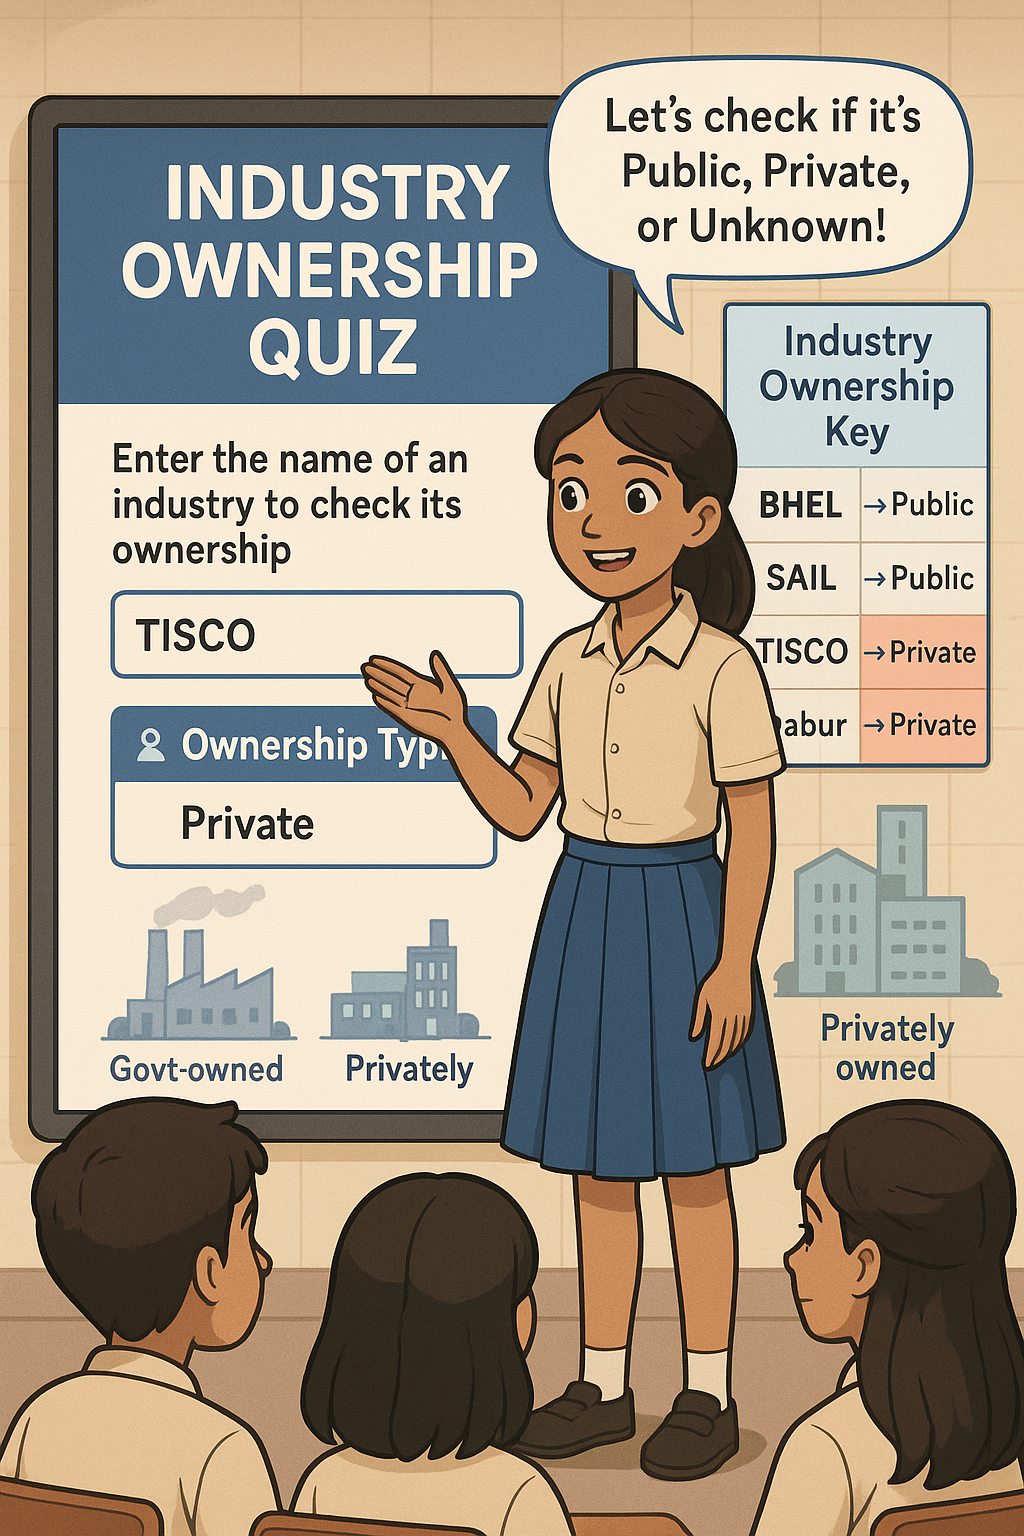 INDUSTRY
OWNERSHIP
QUIZ
Enter the name of an
industry to check its
ownership
TISCO
Ownership Typ
Private
Govt-owned
Privately
Let's check if it's
Public, Private,
or Unknown!
Industry
Ownership
Key
BHEL → Public
SAIL → Public
TISCO → Private
abur → Private
Privately
owned